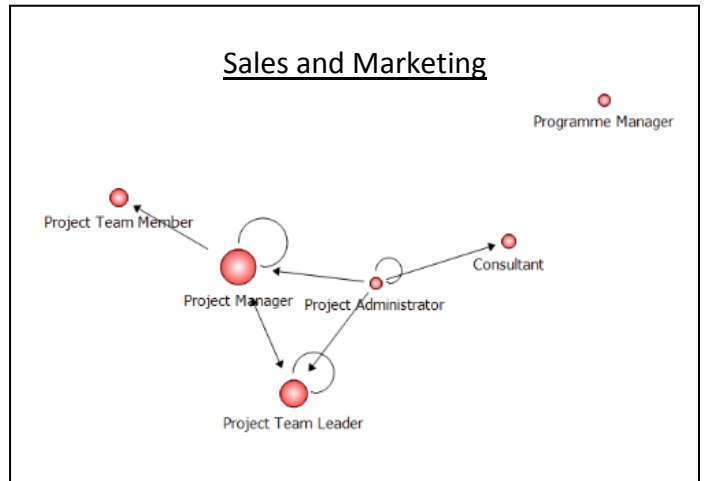 Sales and Marketing
Programme Manager
Project Team Member
Consultant
Project Manager
Project Administrator
Project Team Leader